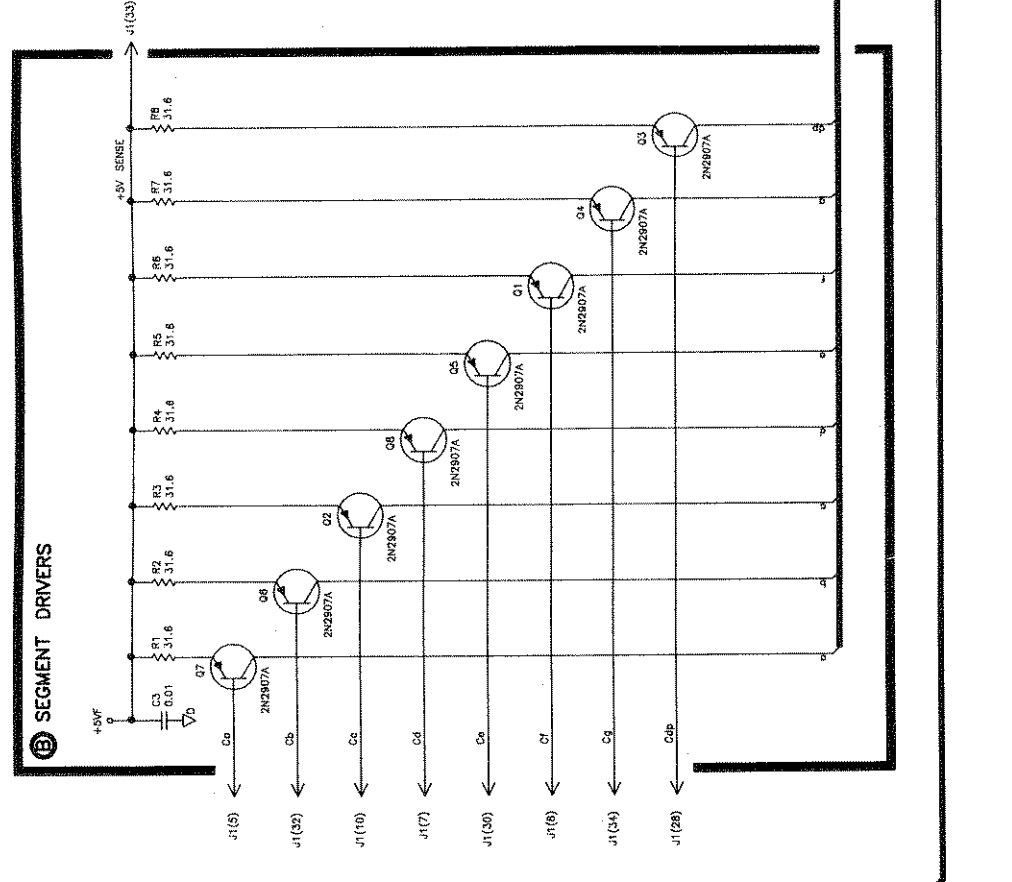 B SEGMENT DRIVERS
+5VF
C3
0.01
D
+5V SENSE
J1(33)
R1
31.6
R2
31.6
R3
31.6
R4
31.6
R5
31.6
R6
31.6
R7
31.6
R8
31.6
Q7
2N2907A
Q6
2N2907A
Q2
2N2907A
Q8
2N2907A
Q5
2N2907A
Q1
2N2907A
Q4
2N2907A
Q3
2N2907A
Ca
J1(5)
Cb
J1(32)
Cc
J1(10)
Cd
J1(7)
Ce
J1(30)
Cf
J1(8)
Cg
J1(34)
Cdp
J1(28)
a
b
c
d
e
f
g
dp